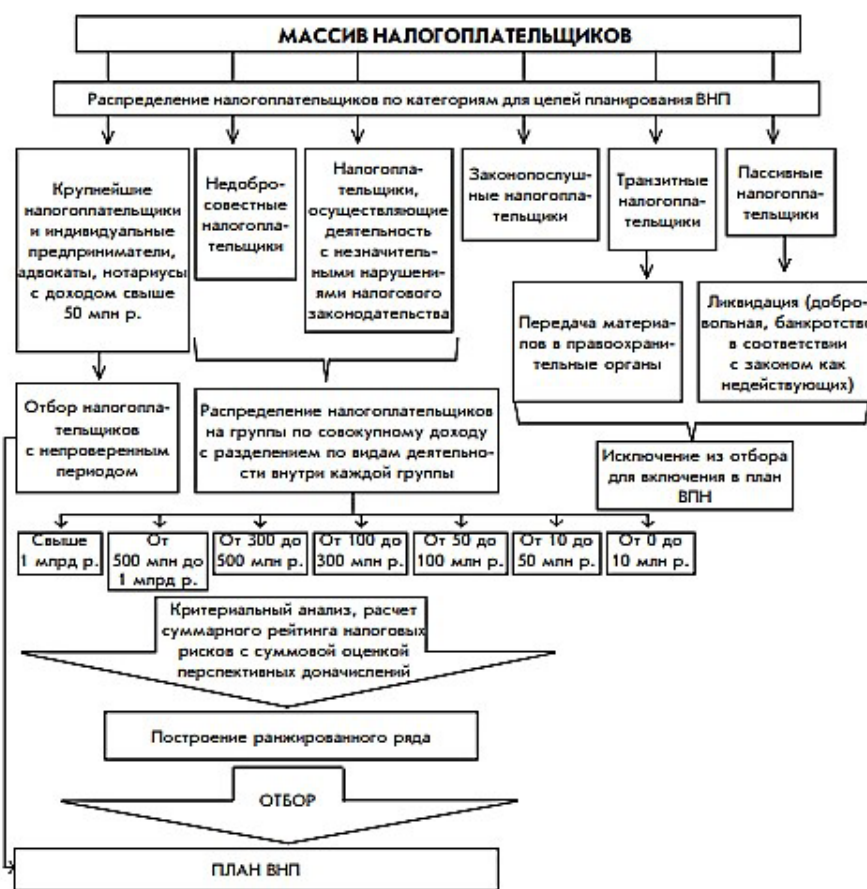 МАССИВ НАЛОГОПЛАТЕЛЬЩИКОВ
Распределение налогоплательщиков по категориям для целей планирования ВНП
Крупнейшие
налогоплательщики
и индивидуальные
предприниматели,
адвокаты, нотариусы
с доходом свыше
50 млн р.
Недобро-
совестные
налогопла-
тельщики
Налогопла-
тельщики,
осуществляющие
деятельность
с незначитель-
ными нарушени-
ями налогового
законодательства
Законопослуш-
ные налогопла-
тельщики
Транзитные
налогопла-
тельщики
Пассивные
налогопла-
тельщики
Передача материа-
лов в правоохрани-
тельные органы
Ликвидация (добро-
вольная, банкротство
в соответствии
с законом как
недействующих)
Отбор налогопла-
тельщиков
с непроверенным
периодом
Распределение налогоплательщиков
на группы по совокупному доходу
с разделением по видам деятельно-
сти внутри каждой группы
Исключение из отбора
для включения в план
ВПН
Свыше
1 млрд р.
От
500 млн до
1 млрд р.
От 300 до
500 млн р.
От 100 до
300 млн р.
От 50 до
100 млн р.
От 10 до
50 млн р.
От 0 до
10 млн р.
Критериальный анализ, расчет
суммарного рейтинга налоговых
рисков с суммовой оценкой
перспективных доначислений
Построение ранжированного ряда
ОТБОР
ПЛАН ВНП